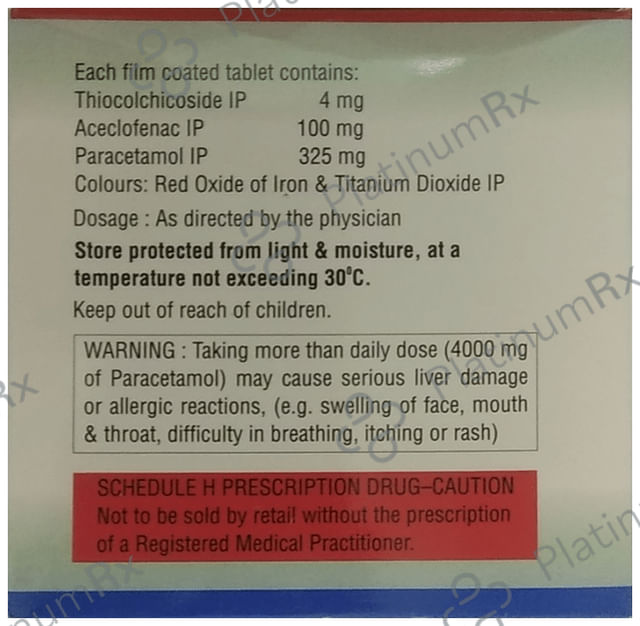 Each film coated tablet contains:
Thiocolchicoside IP 4 mg
Aceclofenac IP 100 mg
Paracetamol IP 325 mg
Colours: Red Oxide of Iron & Titanium Dioxide IP
Dosage : As directed by the physician
Store protected from light & moisture, at a
temperature not exceeding 30⁰C.
Keep out of reach of children.
WARNING : Taking more than daily dose (4000 mg
of Paracetamol) may cause serious liver damage
or allergic reactions, (e.g. swelling of face, mouth
& throat, difficulty in breathing, itching or rash)
SCHEDULE H PRESCRIPTION DRUG–CAUTION
Not to be sold by retail without the prescription
of a Registered Medical Practitioner.
PlatinumRx
PlatinumRx